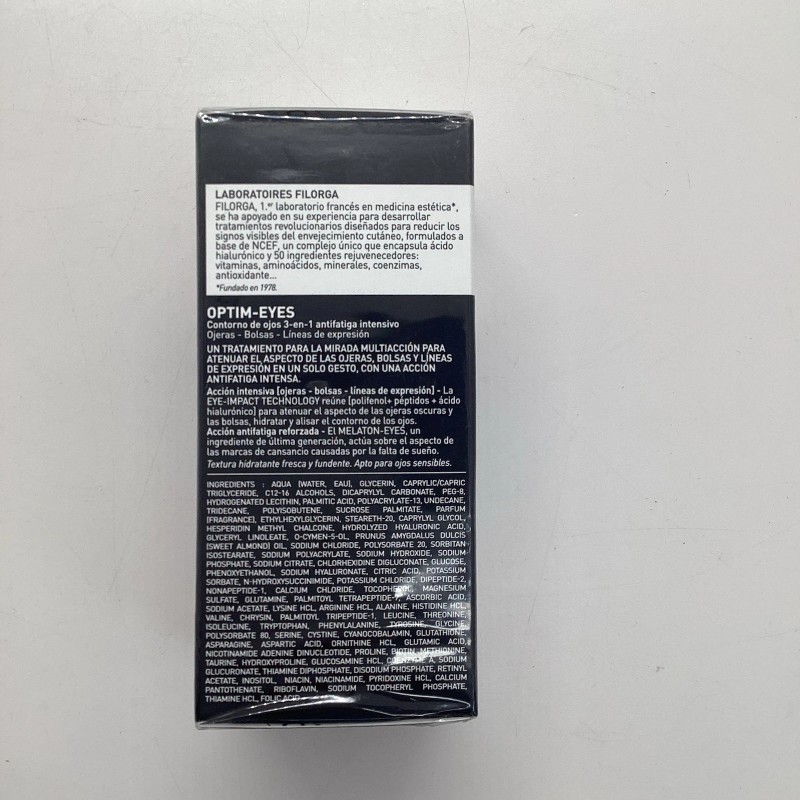 LABORATOIRES FILORGA
FILORGA, 1.er laboratorio francés en medicina estética*,
se ha apoyado en su experiencia para desarrollar
tratamientos revolucionarios diseñados para reducir los
signos visibles del envejecimiento cutáneo, formulados a
base de NCEF, un complejo único que encapsula ácido
hialurónico y 50 ingredientes rejuvenecedores:
vitaminas, aminoácidos, minerales, coenzimas,
antioxidante...
*Fundado en 1978.
OPTIM-EYES
Contorno de ojos 3-en-1 antifatiga intensivo
Ojeras - Bolsas - Líneas de expresión
UN TRATAMIENTO PARA LA MIRADA MULTIACCIÓN PARA
ATENUAR EL ASPECTO DE LAS OJERAS, BOLSAS Y LÍNEAS
DE EXPRESIÓN EN UN SOLO GESTO, CON UNA ACCIÓN
ANTIFATIGA INTENSA.
Acción intensiva [ojeras - bolsas - líneas de expresión] - La
EYE-IMPACT TECHNOLOGY reúne [polifenol+ péptidos + ácido
hialurónico] para atenuar el aspecto de las ojeras oscuras y
las bolsas, hidratar y alisar el contorno de los ojos.
Acción antifatiga reforzada - El MELATON-EYES, un
ingrediente de última generación, actúa sobre el aspecto de
las marcas de cansancio causadas por la falta de sueño.
Textura hidratante fresca y fundente. Apto para ojos sensibles.
INGREDIENTS : AQUA (WATER, EAU), GLYCERIN, CAPRYLIC/CAPRIC
TRIGLYCERIDE, C12-16 ALCOHOLS, DICAPRYLYL CARBONATE, PEG-8,
HYDROGENATED LECITHIN, PALMITIC ACID, POLYACRYLATE-13, UNDECANE,
TRIDECANE, POLYISOBUTENE, SUCROSE PALMITATE, PARFUM
(FRAGRANCE), ETHYLHEXYLGLYCERIN, STEARETH-20, CAPRYLYL GLYCOL,
HESPERIDIN METHYL CHALCONE, HYDROLYZED HYALURONIC ACID,
GLYCERYL LINOLEATE, O-CYMEN-5-OL, PRUNUS AMYGDALUS DULCIS
(SWEET ALMOND) OIL, SODIUM CHLORIDE, POLYSORBATE 20, SORBITAN
ISOSTEARATE, SODIUM POLYACRYLATE, SODIUM HYDROXIDE, SODIUM
PHOSPHATE, SODIUM CITRATE, CHLORHEXIDINE DIGLUCONATE, GLUCOSE,
PHENOXYETHANOL, SODIUM HYALURONATE, CITRIC ACID, POTASSIUM
SORBATE, N-HYDROXYSUCCINIMIDE, POTASSIUM CHLORIDE, DIPEPTIDE-2,
NONAPEPTIDE-1, CALCIUM CHLORIDE, TOCOPHEROL, MAGNESIUM
SULFATE, GLUTAMINE, PALMITOYL TETRAPEPTIDE-7, ASCORBIC ACID,
SODIUM ACETATE, LYSINE HCL, ARGININE HCL, ALANINE, HISTIDINE HCL,
VALINE, CHRYSIN, PALMITOYL TRIPEPTIDE-1, LEUCINE, THREONINE,
ISOLEUCINE, TRYPTOPHAN, PHENYLALANINE, TYROSINE, GLYCINE,
POLYSORBATE 80, SERINE, CYSTINE, CYANOCOBALAMIN, GLUTATHIONE,
ASPARAGINE, ASPARTIC ACID, ORNITHINE HCL, GLUTAMIC ACID,
NICOTINAMIDE ADENINE DINUCLEOTIDE, PROLINE, BIOTIN, METHIONINE,
TAURINE, HYDROXYPROLINE, GLUCOSAMINE HCL, COENZYME A, SODIUM
GLUCURONATE, THIAMINE DIPHOSPHATE, DISODIUM PHOSPHATE, RETINYL
ACETATE, INOSITOL, NIACIN, NIACINAMIDE, PYRIDOXINE HCL, CALCIUM
PANTOTHENATE, RIBOFLAVIN, SODIUM TOCOPHERYL PHOSPHATE,
THIAMINE HCL, FOLIC ACID